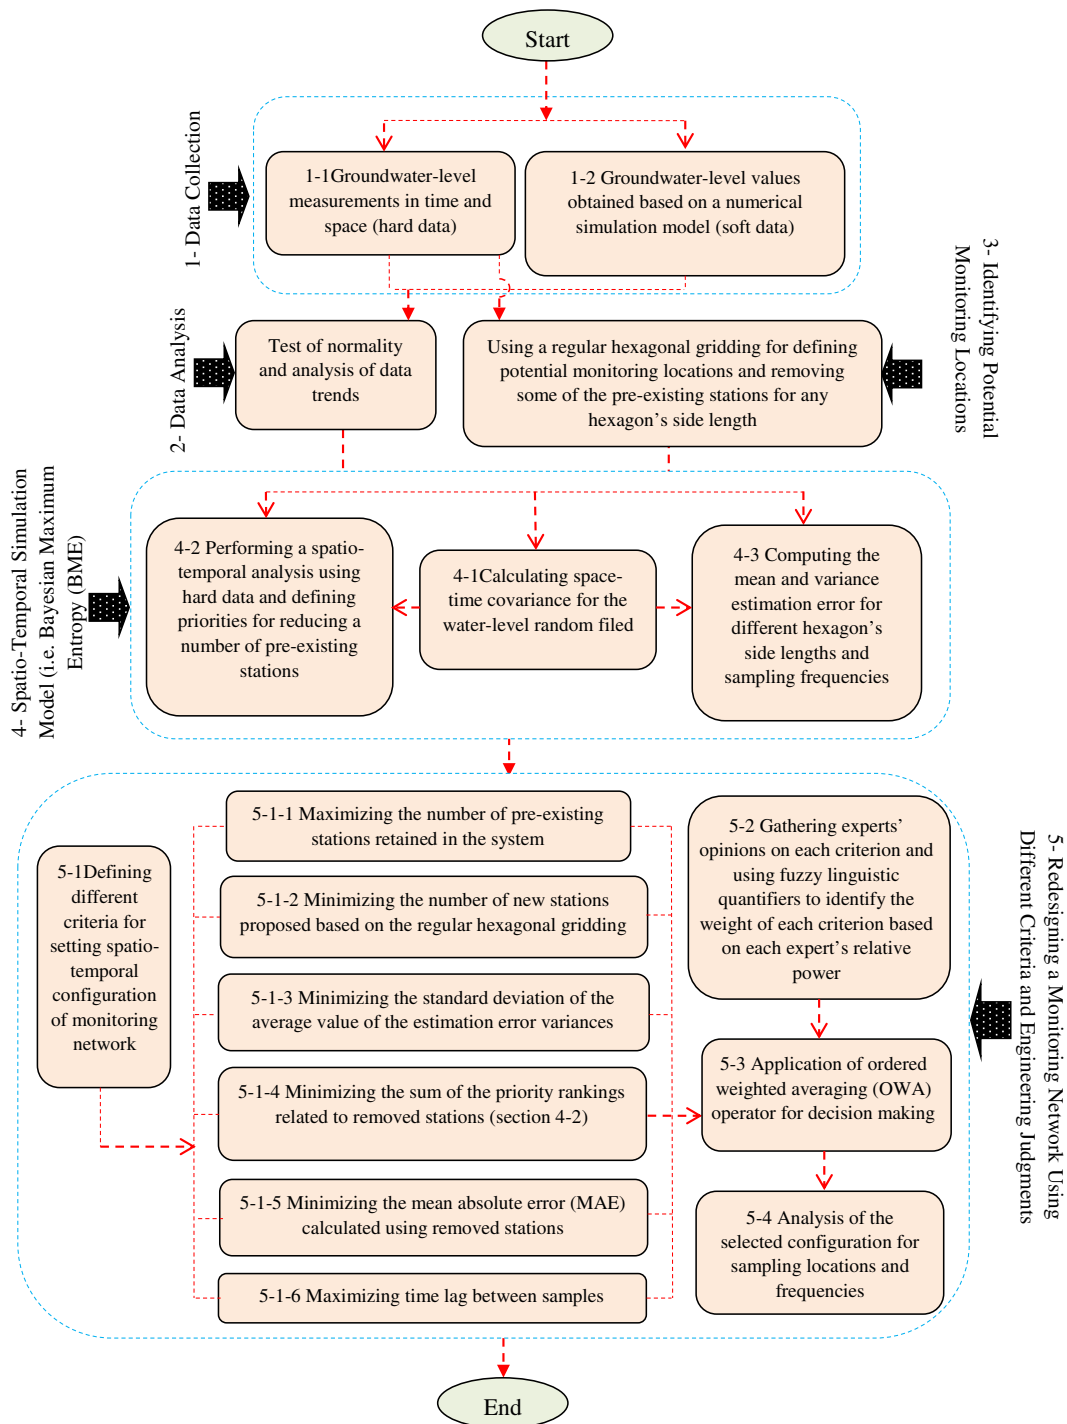 Start
1- Data Collection
1-1Groundwater-level
measurements in time and
space (hard data)
1-2 Groundwater-level values
obtained based on a numerical
simulation model (soft data)
2- Data Analysis
Test of normality
and analysis of data
trends
Using a regular hexagonal gridding for defining
potential monitoring locations and removing
some of the pre-existing stations for any
hexagon's side length
3- Identifying Potential
Monitoring Locations
4- Spatio-Temporal Simulation
Model (i.e. Bayesian Maximum
Entropy (BME)
4-2 Performing a spatio-
temporal analysis using
hard data and defining
priorities for reducing a
number of pre-existing
stations
4-1Calculating space-
time covariance for the
water-level random filed
4-3 Computing the
mean and variance
estimation error for
different hexagon's
side lengths and
sampling frequencies
5-1Defining
different
criteria for
setting spatio-
temporal
configuration
of monitoring
network
5-1-1 Maximizing the number of pre-existing
stations retained in the system
5-1-2 Minimizing the number of new stations
proposed based on the regular hexagonal gridding
5-1-3 Minimizing the standard deviation of the
average value of the estimation error variances
5-1-4 Minimizing the sum of the priority rankings
related to removed stations (section 4-2)
5-1-5 Minimizing the mean absolute error (MAE)
calculated using removed stations
5-1-6 Maximizing time lag between samples
5-2 Gathering experts'
opinions on each criterion and
using fuzzy linguistic
quantifiers to identify the
weight of each criterion based
on each expert's relative
power
5-3 Application of ordered
weighted averaging (OWA)
operator for decision making
5-4 Analysis of the
selected configuration for
sampling locations and
frequencies
5- Redesigning a Monitoring Network Using
Different Criteria and Engineering Judgments
End